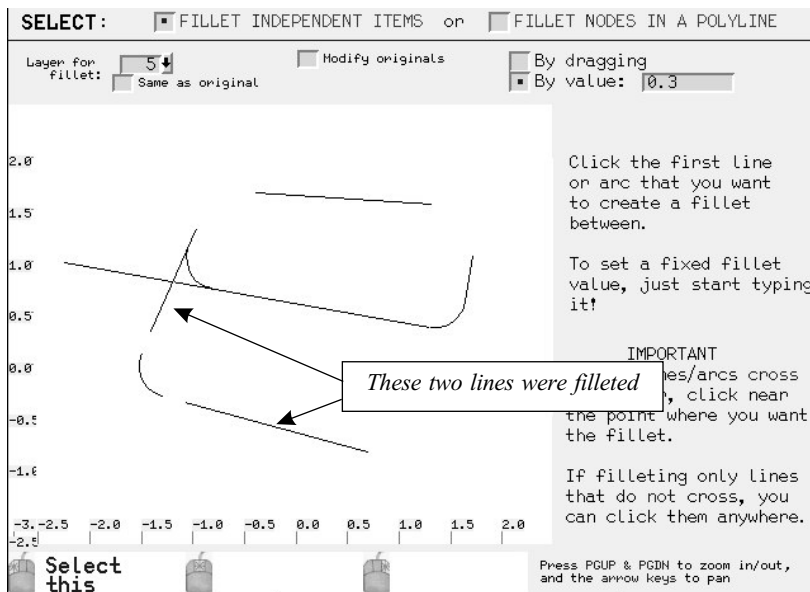 SELECT: FILLET INDEPENDENT ITEMS or FILLET NODES IN A POLYLINE
Layer for fillet: 5
Same as original
Modify originals
By dragging
By value: 0.3
Click the first line
or arc that you want
to create a fillet
between.
To set a fixed fillet
value, just start typing
it!
IMPORTANT
nes/arcs cross
, click near
the point where you want
the fillet.
If filleting only lines
that do not cross, you
can click them anywhere.
2.0
1.5
1.0
0.5
0.0
-0.5
-1.
These two lines were filleted
-3. -2.5 -2.0 -1.5 -1.0 -0.5 0.0 0.5 1.0 1.5 2.0
-2.5
Select
this
Press PGUP & PGDN to zoom in/out,
and the arrow keys to pan